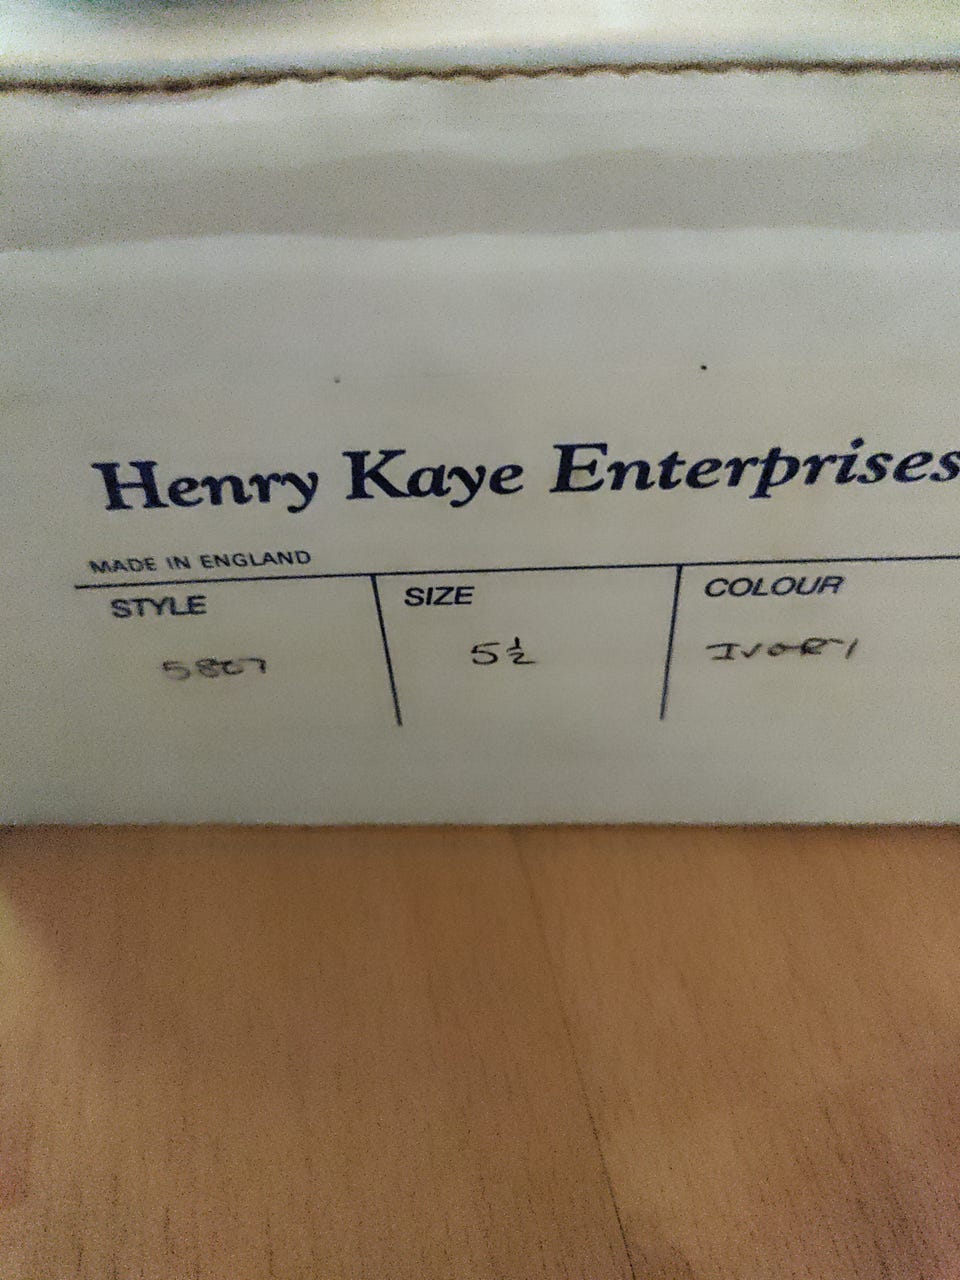 Henry Kaye Enterprises
MADE IN ENGLAND
STYLE SIZE COLOUR
5807 5½ IVORY